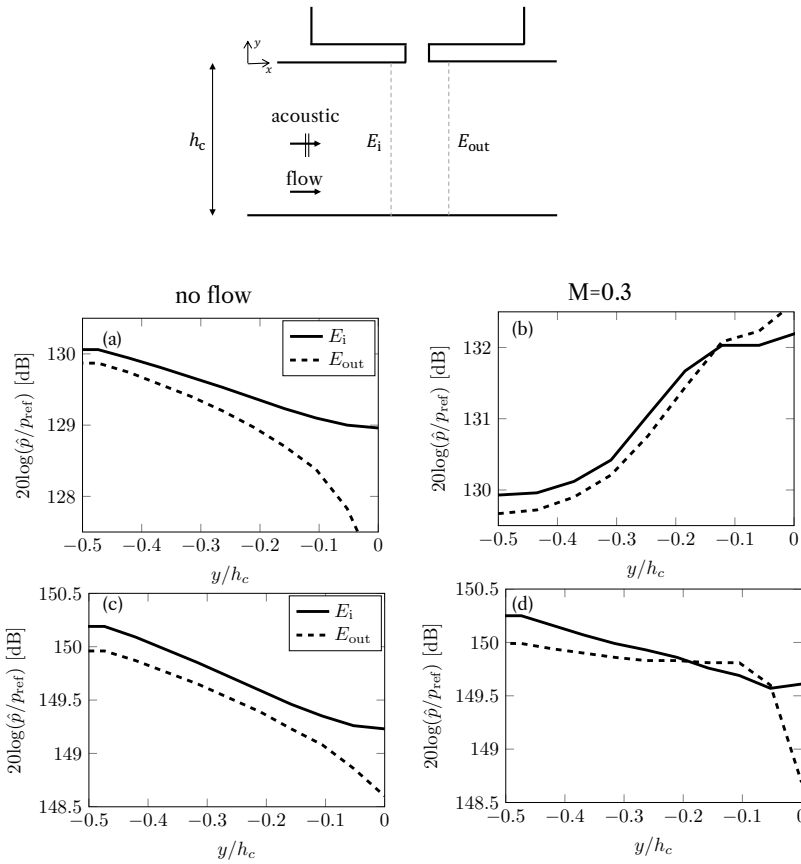 y
x
h_c
acoustic
flow
E_i
E_out
no flow
M=0.3
(a)
E_i
E_out
20log(p̂/p_ref) [dB]
130
129
128
−0.5 −0.4 −0.3 −0.2 −0.1 0
y/h_c
(b)
20log(p̂/p_ref) [dB]
132
131
130
−0.5 −0.4 −0.3 −0.2 −0.1 0
y/h_c
(c)
E_i
E_out
20log(p̂/p_ref) [dB]
150.5
150
149.5
149
148.5
−0.5 −0.4 −0.3 −0.2 −0.1 0
y/h_c
(d)
20log(p̂/p_ref) [dB]
150.5
150
149.5
149
148.5
−0.5 −0.4 −0.3 −0.2 −0.1 0
y/h_c